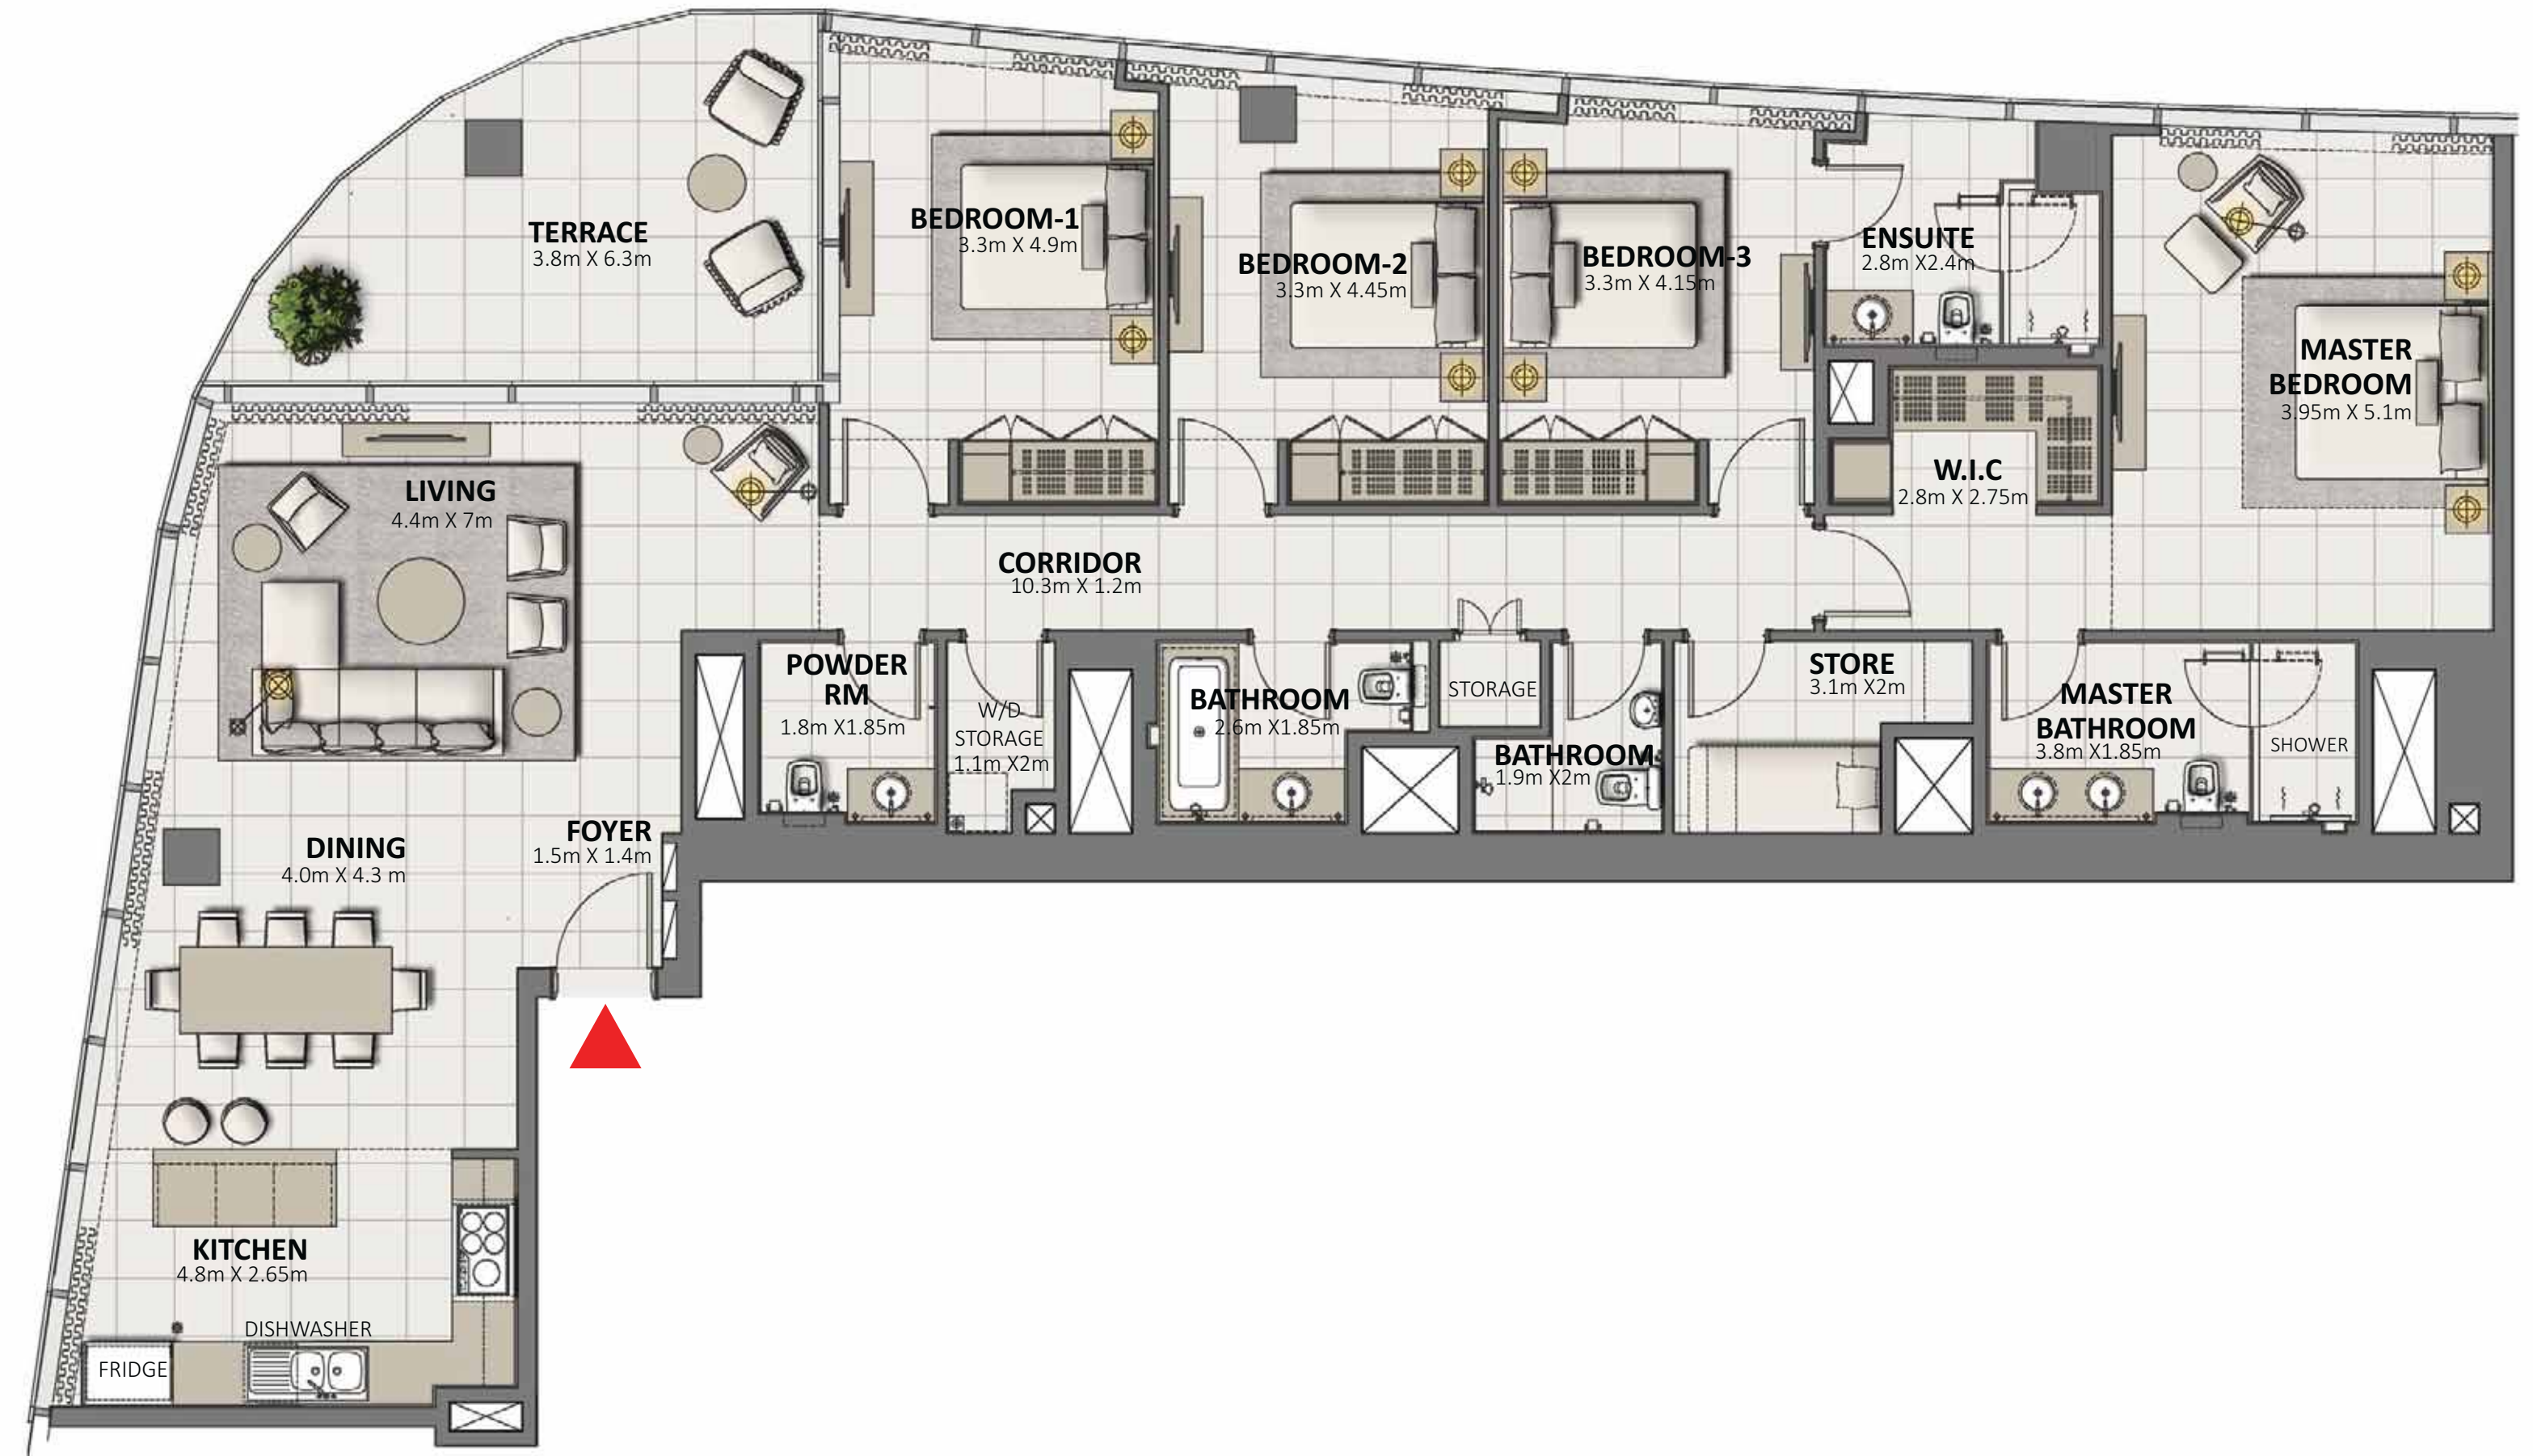 TERRACE
3.8m X 6.3m
BEDROOM-1
3.3m X 4.9m
BEDROOM-2
3.3m X 4.45m
BEDROOM-3
3.3m X 4.15m
ENSUITE
2.8m X2.4m
MASTER
BEDROOM
3.95m X 5.1m
W.I.C
2.8m X 2.75m
LIVING
4.4m X 7m
CORRIDOR
10.3m X 1.2m
POWDER
RM
1.8m X1.85m
W/D
STORAGE
1.1m X2m
BATHROOM
2.6m X1.85m
STORAGE
BATHROOM
1.9m X2m
STORE
3.1m X2m
MASTER
BATHROOM
3.8m X1.85m
SHOWER
FOYER
1.5m X 1.4m
DINING
4.0m X 4.3 m
KITCHEN
4.8m X 2.65m
DISHWASHER
FRIDGE